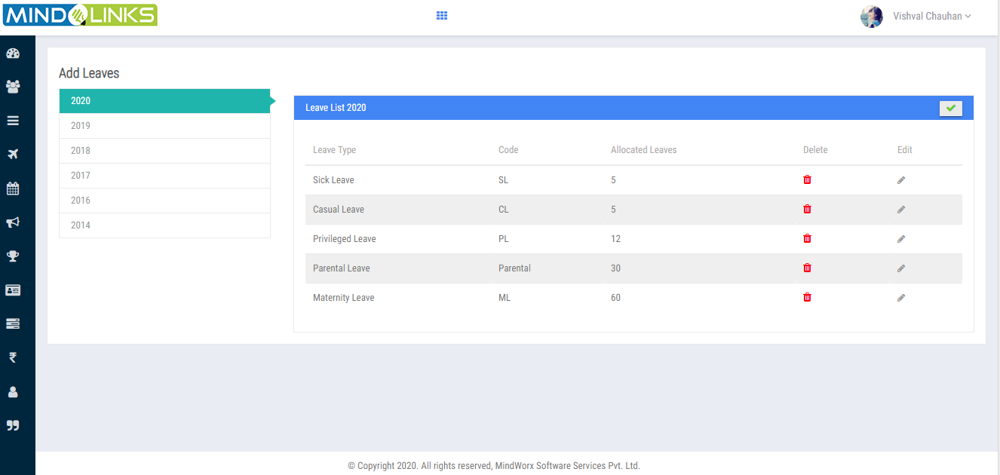 MINDLINKS
Vishval Chauhan
Add Leaves
2020
2019
2018
2017
2016
2014
Leave List 2020
Leave Type Code Allocated Leaves Delete Edit
Sick Leave SL 5
Casual Leave CL 5
Privileged Leave PL 12
Parental Leave Parental 30
Maternity Leave ML 60
© Copyright 2020. All rights reserved, MindWorx Software Services Pvt. Ltd.